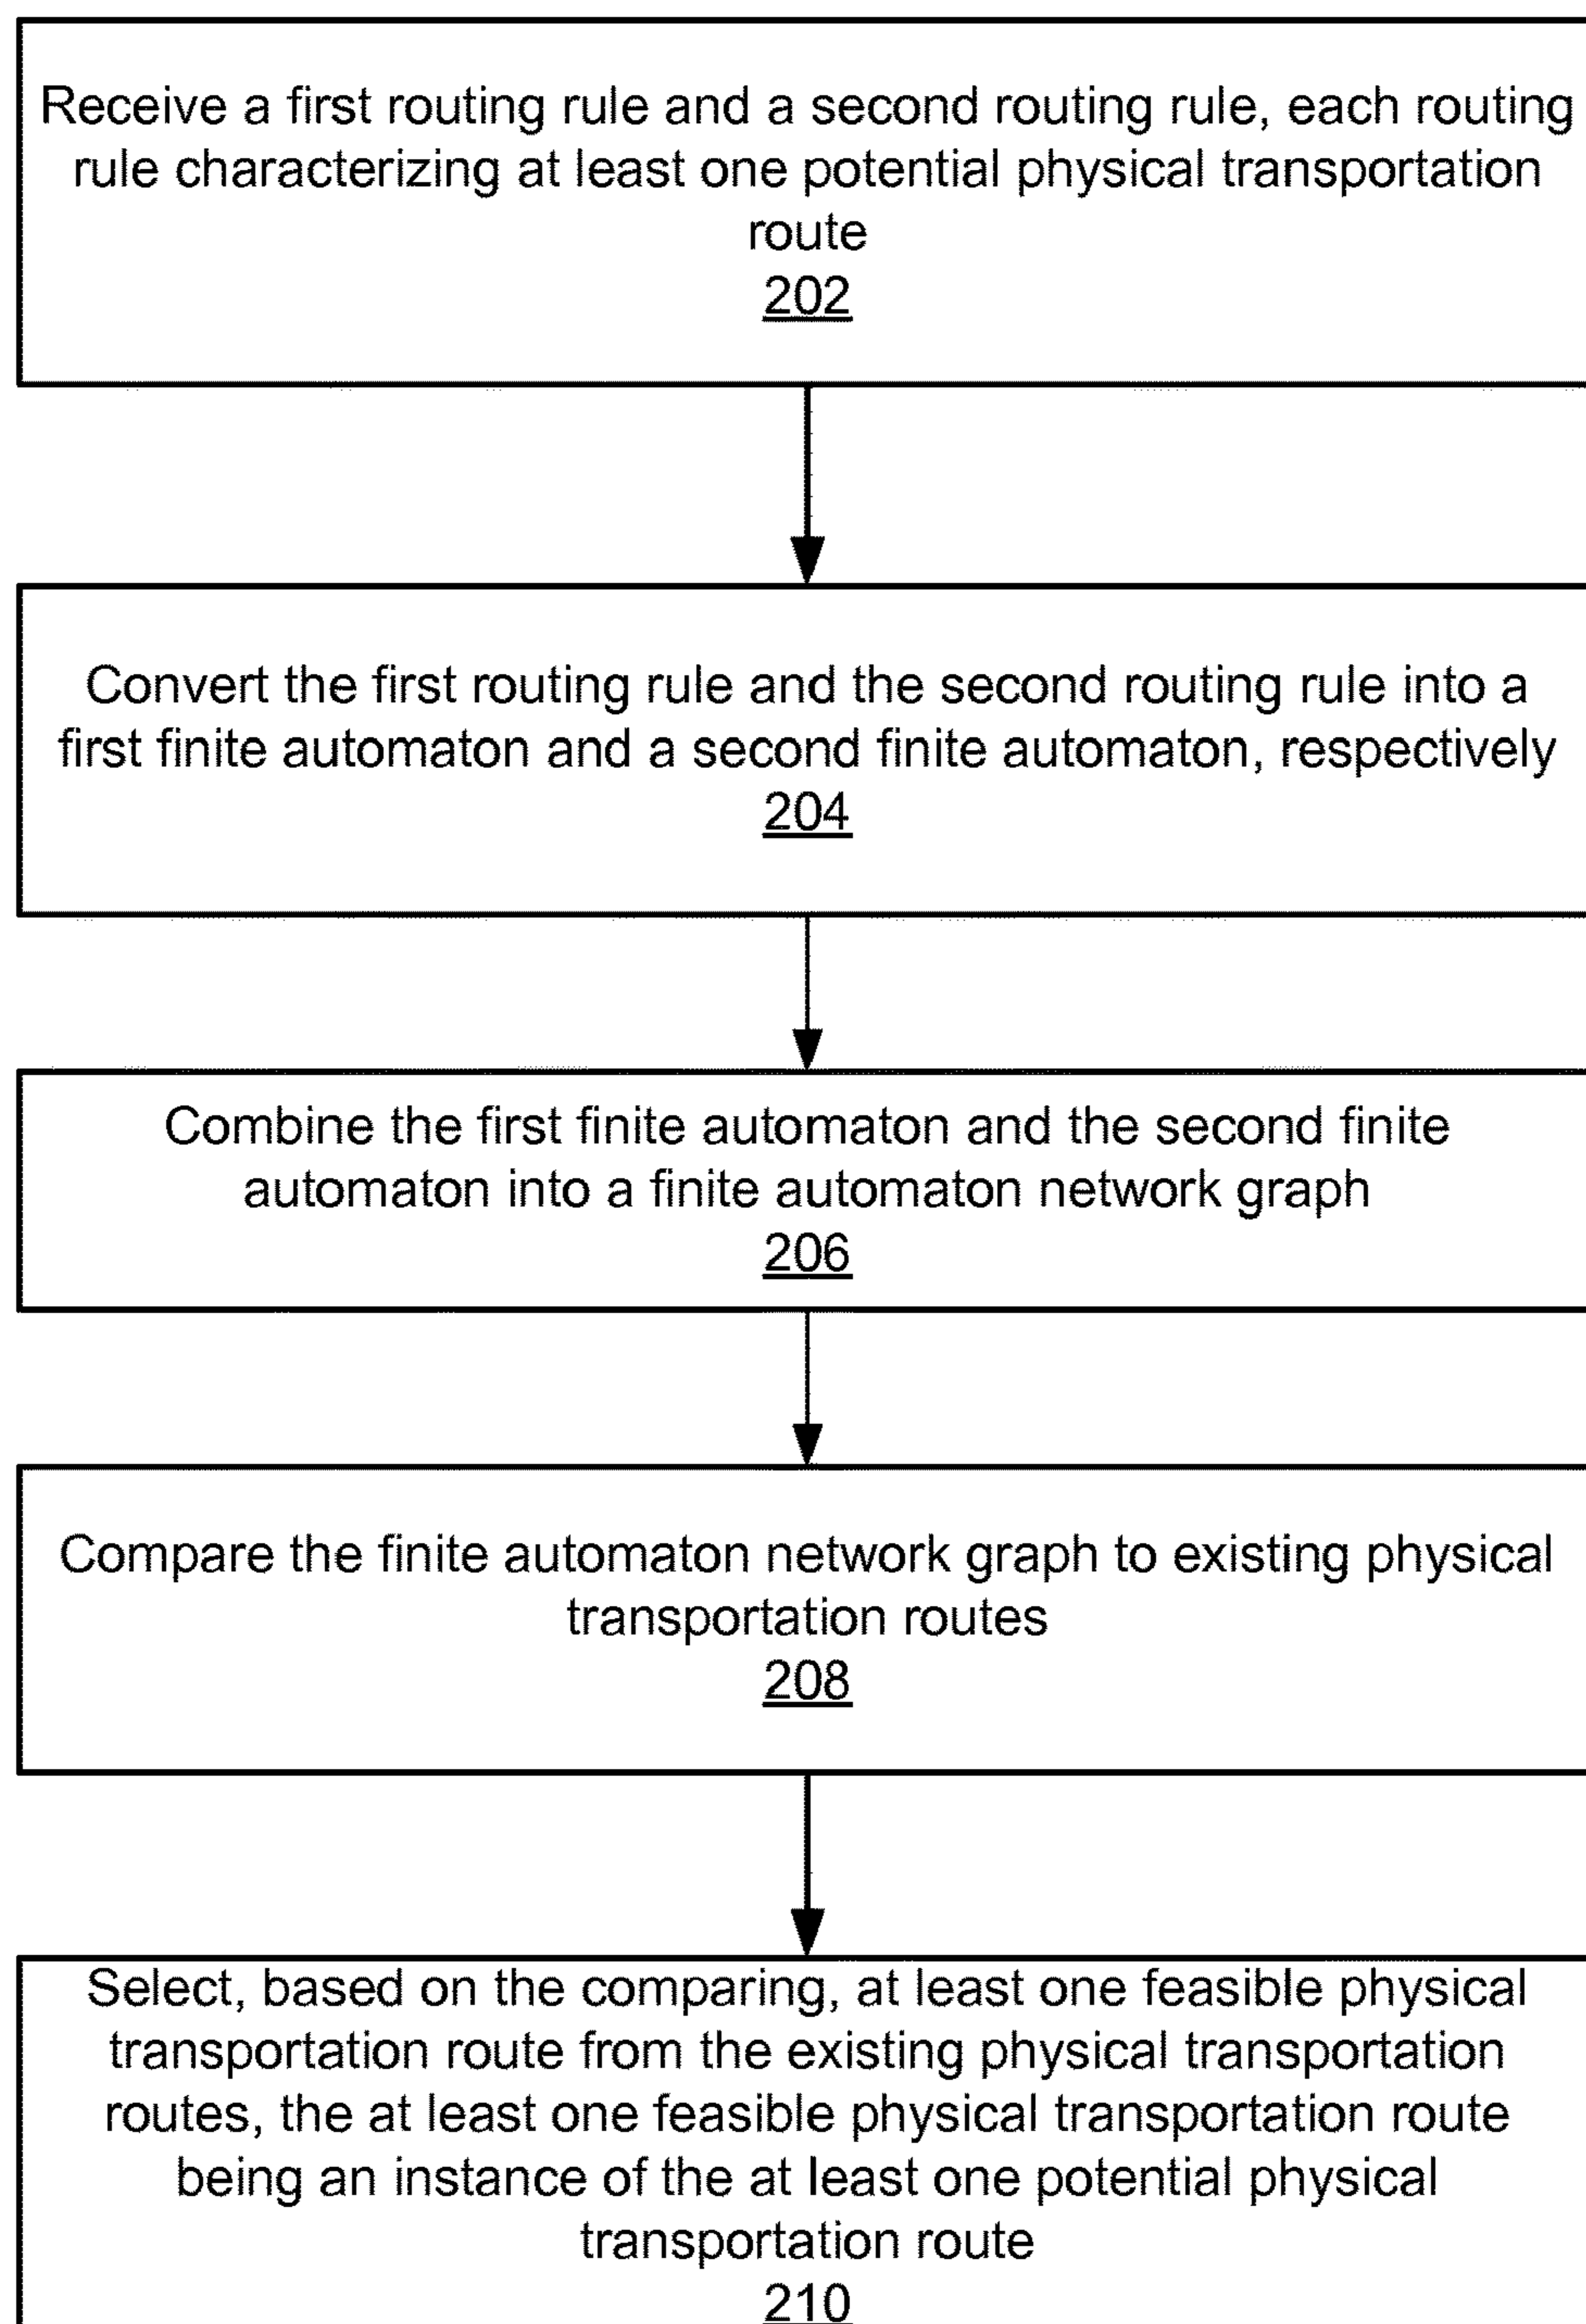 Receive a first routing rule and a second routing rule, each routing
rule characterizing at least one potential physical transportation
route
202
Convert the first routing rule and the second routing rule into a
first finite automaton and a second finite automaton, respectively
204
Combine the first finite automaton and the second finite
automaton into a finite automaton network graph
206
Compare the finite automaton network graph to existing physical
transportation routes
208
Select, based on the comparing, at least one feasible physical
transportation route from the existing physical transportation
routes, the at least one feasible physical transportation route
being an instance of the at least one potential physical
transportation route
210